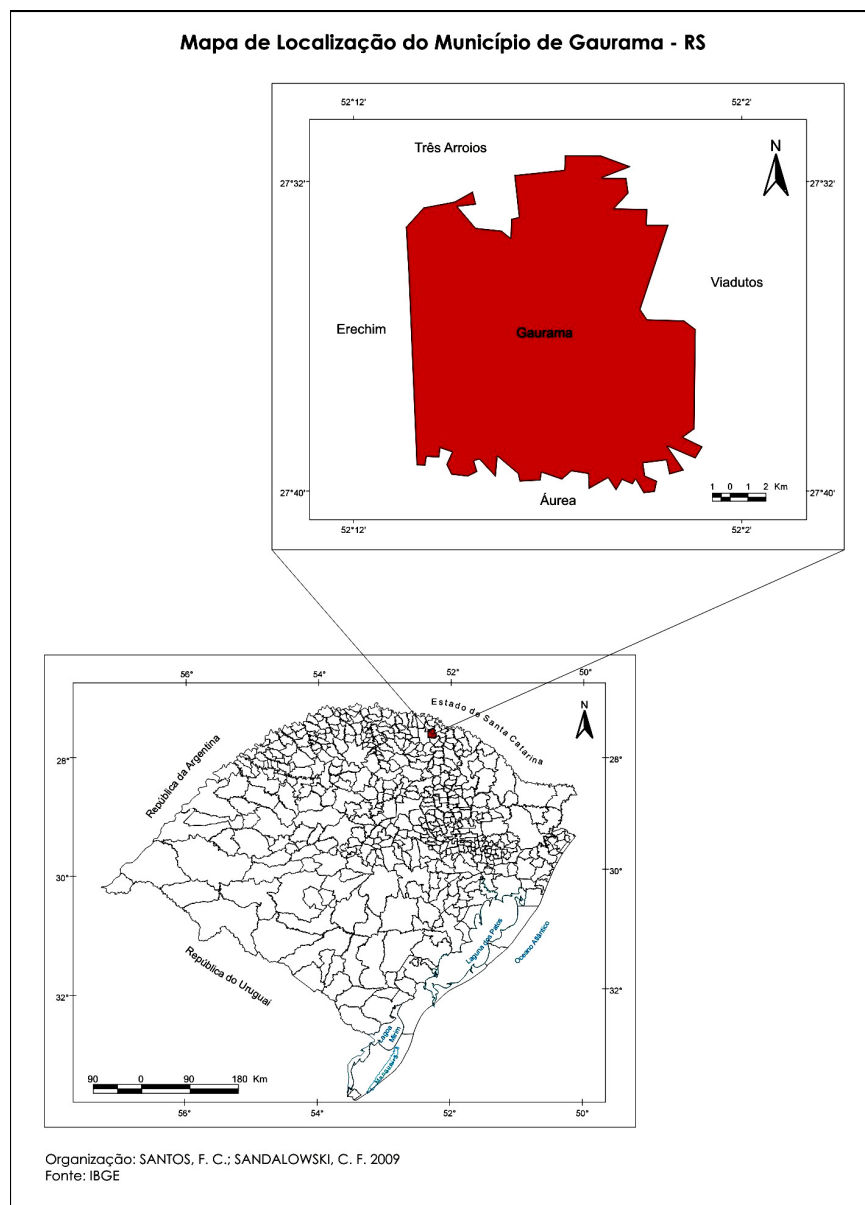 Mapa de Localização do Município de Gaurama - RS
52°12' 52°2'
Três Arroios
N
27°32' 27°32'
Viadutos
Erechim
Gaurama
1 0 1 2 Km
27°40' 27°40'
Áurea
52°12' 52°2'
56° 54° 52° 50°
Estado de Santa Catarina
N
República da Argentina
28° 28°
30° 30°
Laguna dos Patos
Oceano Atlântico
República do Uruguai
32° 32°
Lagoa
Mirim
90 0 90 180 Km
56° 54° 52° 50°
Organização: SANTOS, F. C.; SANDALOWSKI, C. F. 2009
Fonte: IBGE